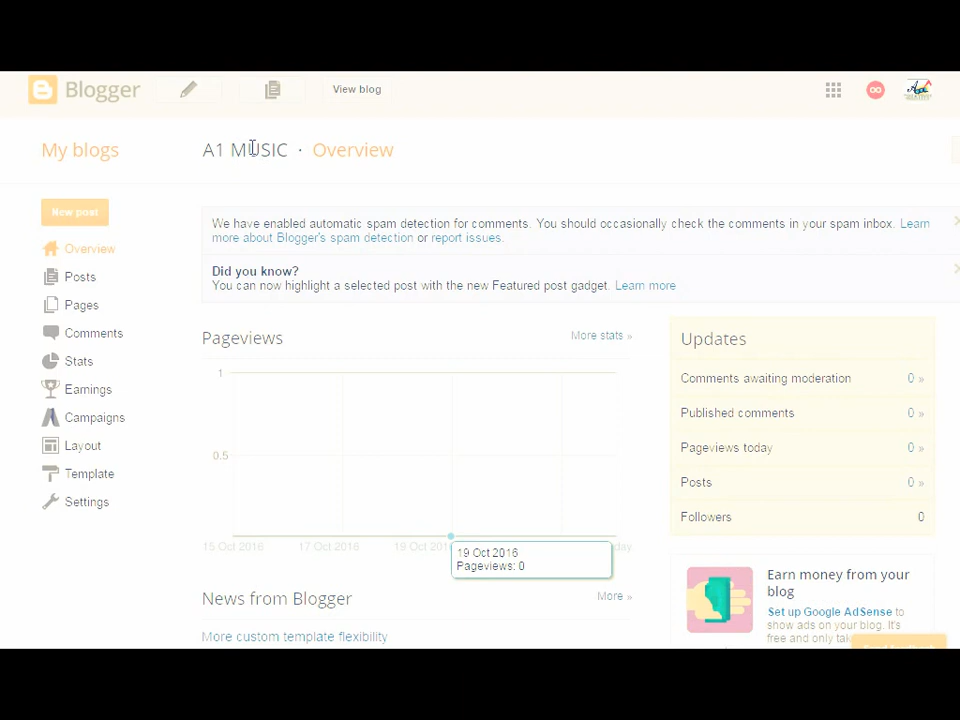 Blogger
View blog
My blogs
A1 MUSIC · Overview
New post
Overview
Posts
Pages
Comments
Stats
Earnings
Campaigns
Layout
Template
Settings
We have enabled automatic spam detection for comments. You should occasionally check the comments in your spam inbox. Learn
more about Blogger's spam detection or report issues.
Did you know?
You can now highlight a selected post with the new Featured post gadget. Learn more
Pageviews
More stats »
1
0.5
15 Oct 2016
17 Oct 2016
19 Oct
19 Oct 2016
Pageviews: 0
Updates
Comments awaiting moderation 0 »
Published comments 0 »
Pageviews today 0 »
Posts 0 »
Followers 0
News from Blogger
More »
More custom template flexibility
Earn money from your
blog
Set up Google AdSense to
show ads on your blog. It's
free and only